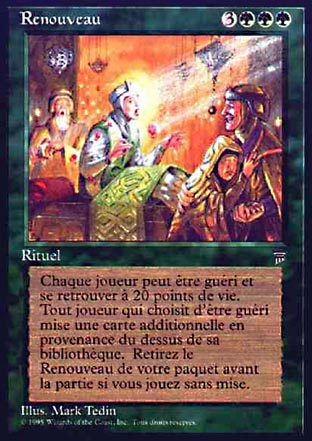 Renouveau 3
Rituel
Chaque joueur peut être guéri et
se retrouver à 20 points de vie.
Tout joueur qui choisit d'être guéri
mise une carte additionnelle en
provenance du dessus de sa
bibliothèque. Retirez le
Renouveau de votre paquet avant
la partie si vous jouez sans mise.
Illus. Mark Tedin
©1995 Wizards of the Coast, Inc. Tous droits réservés.